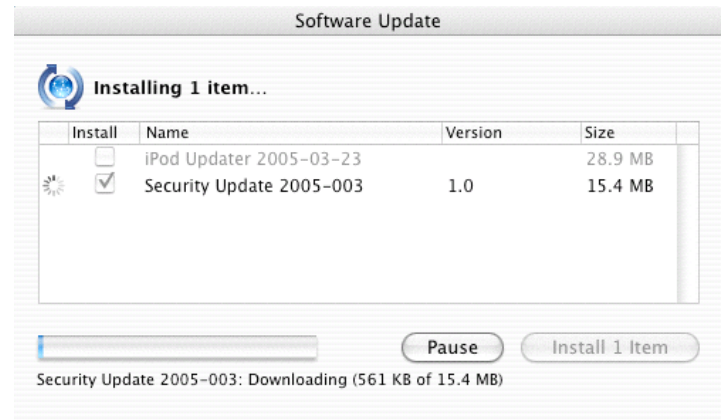 Software Update
Installing 1 item...
Install Name Version Size
iPod Updater 2005-03-23 28.9 MB
Security Update 2005-003 1.0 15.4 MB
Pause Install 1 Item
Security Update 2005-003: Downloading (561 KB of 15.4 MB)